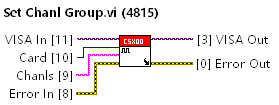 Set Chanl Group.vi (4815)
VISA In [11]
CSX00
[3] VISA Out
Card [10]
Chanls [9]
[0] Error Out
Error In [8]